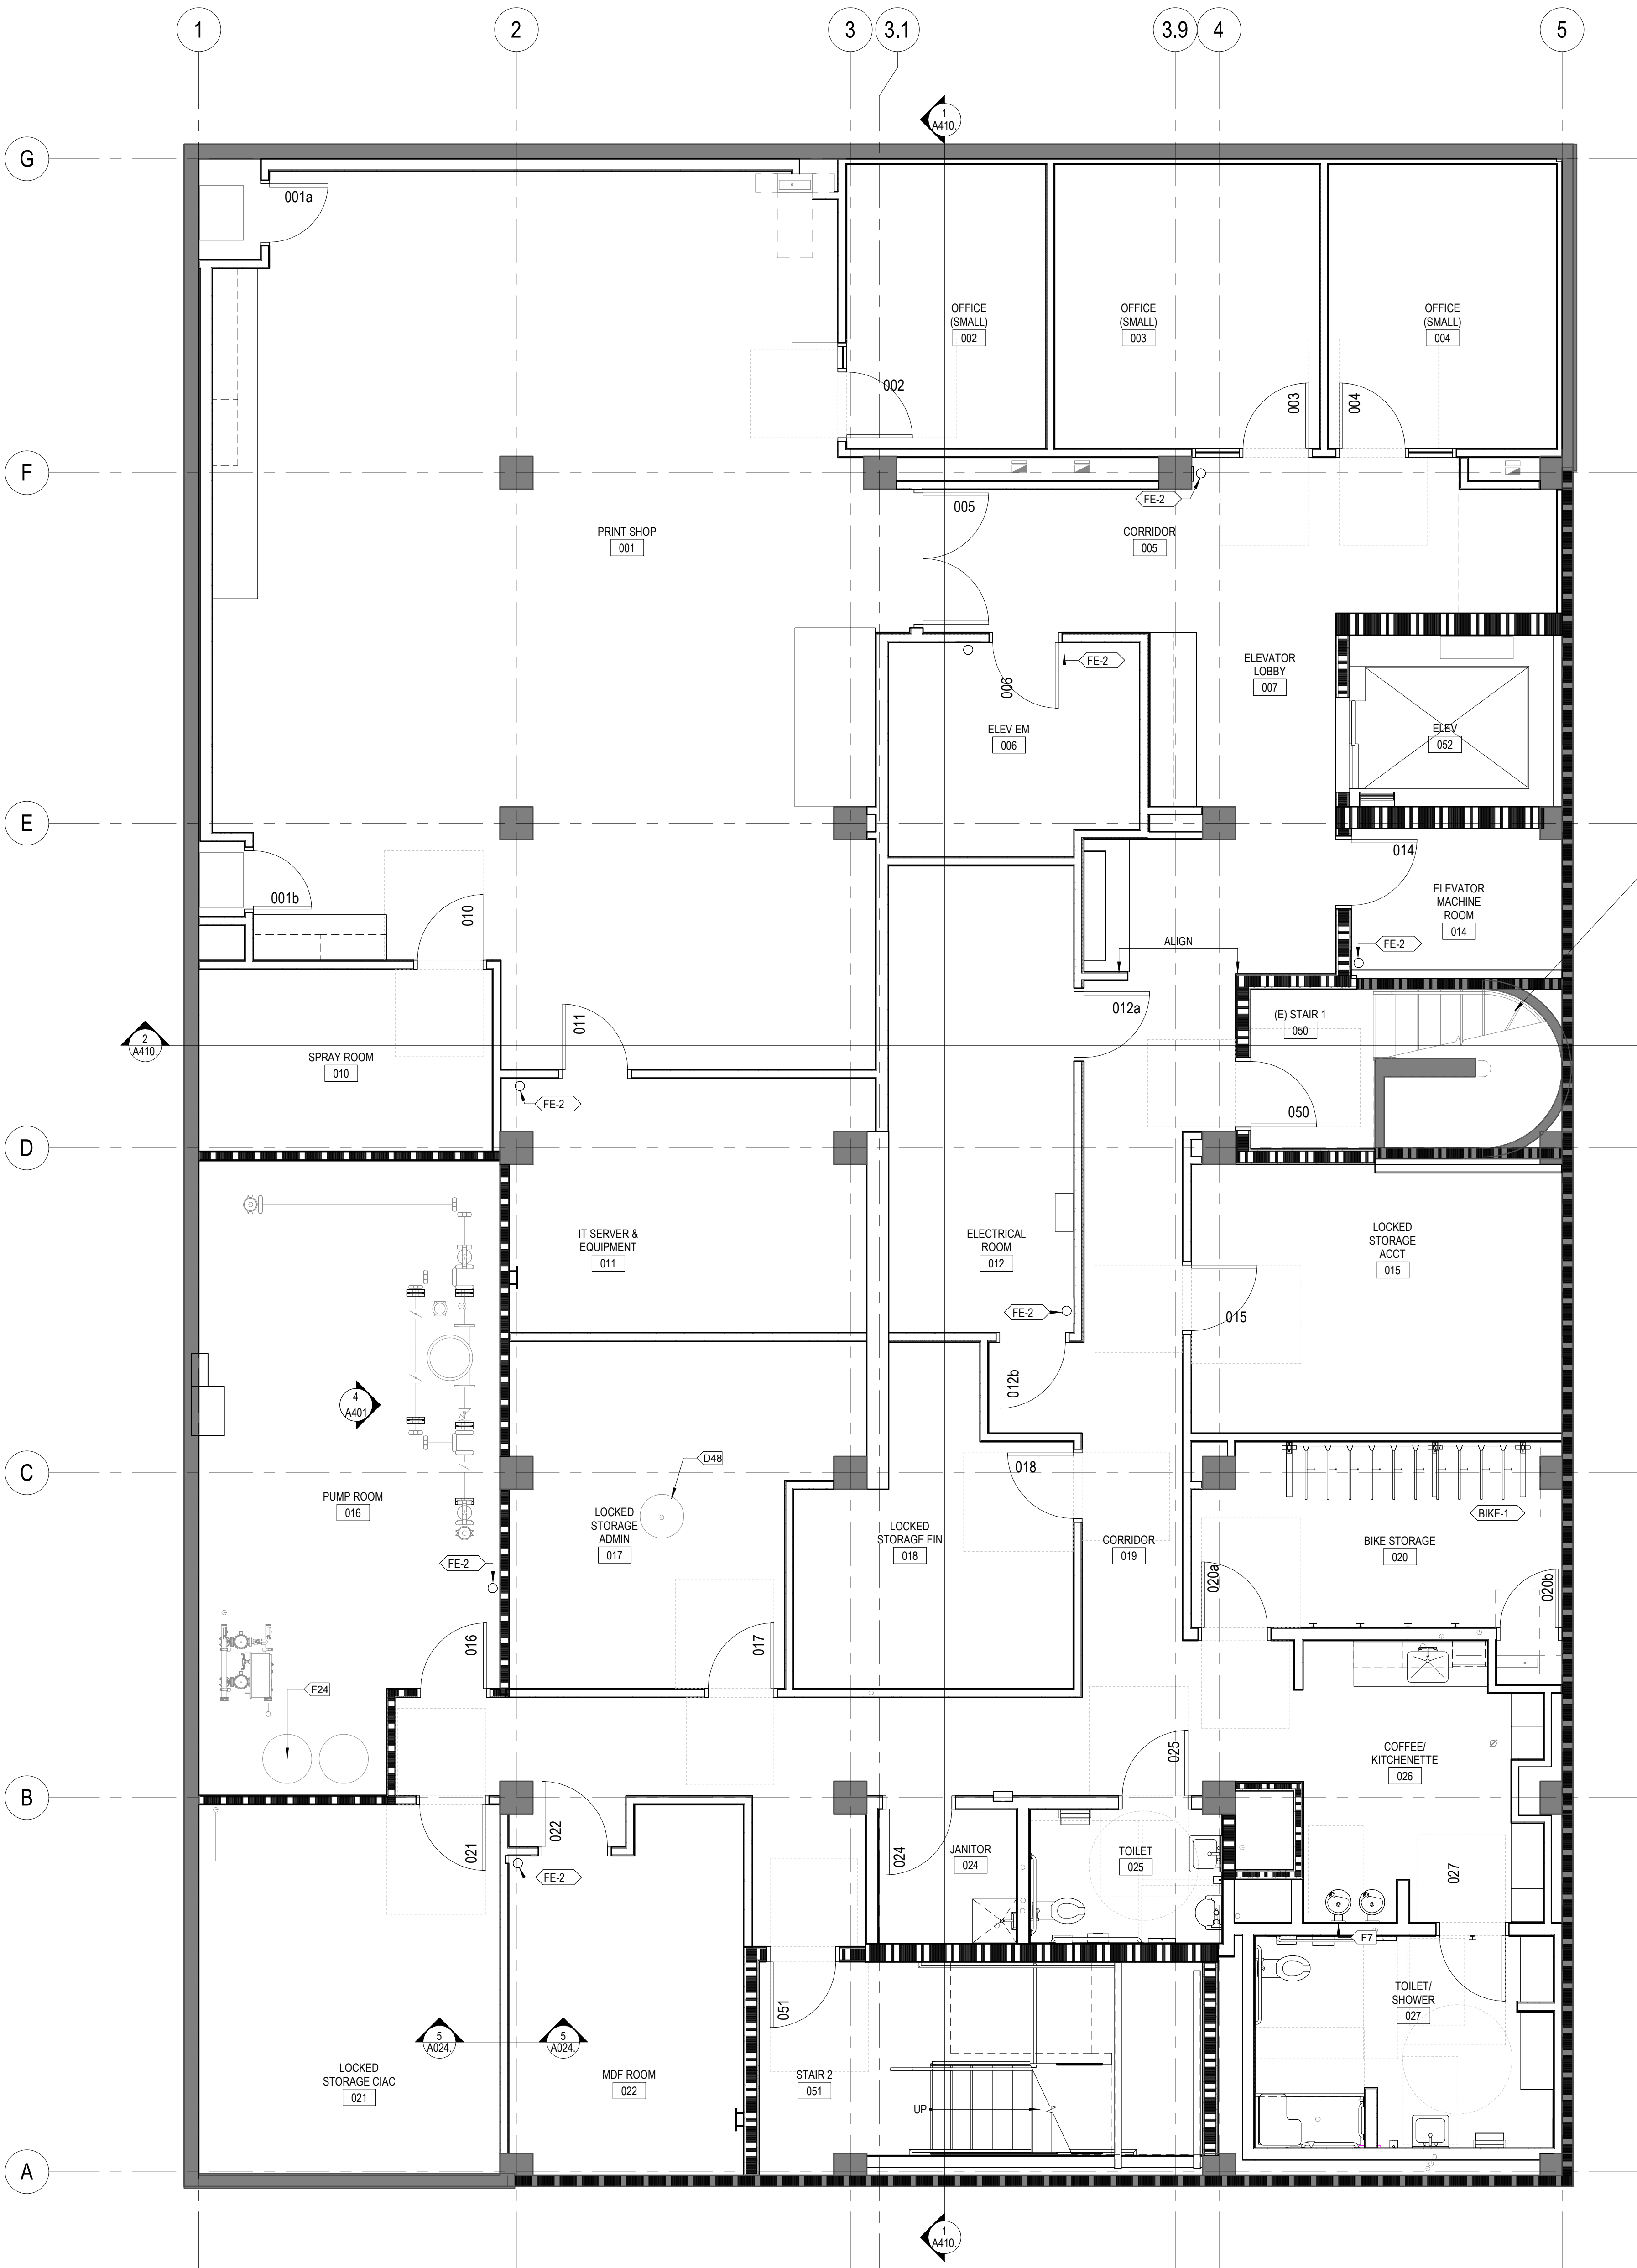 1
2
3
3.1
3.9
4
5
1
A410.
G
001a
OFFICE
(SMALL)
002
OFFICE
(SMALL)
003
OFFICE
(SMALL)
004
002
003
004
F
FE-2
005
PRINT SHOP
001
CORRIDOR
005
FE-2
ELEVATOR
LOBBY
007
006
ELEV EM
006
ELEV
052
E
014
001b
010
ELEVATOR
MACHINE
ROOM
014
ALIGN
FE-2
012a
011
(E) STAIR 1
050
2
A410.
SPRAY ROOM
010
FE-2
050
D
IT SERVER &
EQUIPMENT
011
ELECTRICAL
ROOM
012
LOCKED
STORAGE
ACCT
015
FE-2
015
012b
4
A401
D48
018
C
PUMP ROOM
016
LOCKED
STORAGE
ADMIN
017
LOCKED
STORAGE FIN
018
CORRIDOR
019
BIKE-1
BIKE STORAGE
020
FE-2
020a
020b
016
017
F24
025
COFFEE/
KITCHENETTE
026
B
021
022
FE-2
024
JANITOR
024
TOILET
025
027
F7
051
TOILET/
SHOWER
027
5
A024.
5
A024.
LOCKED
STORAGE CIAC
021
MDF ROOM
022
STAIR 2
051
UP
A
1
A410.